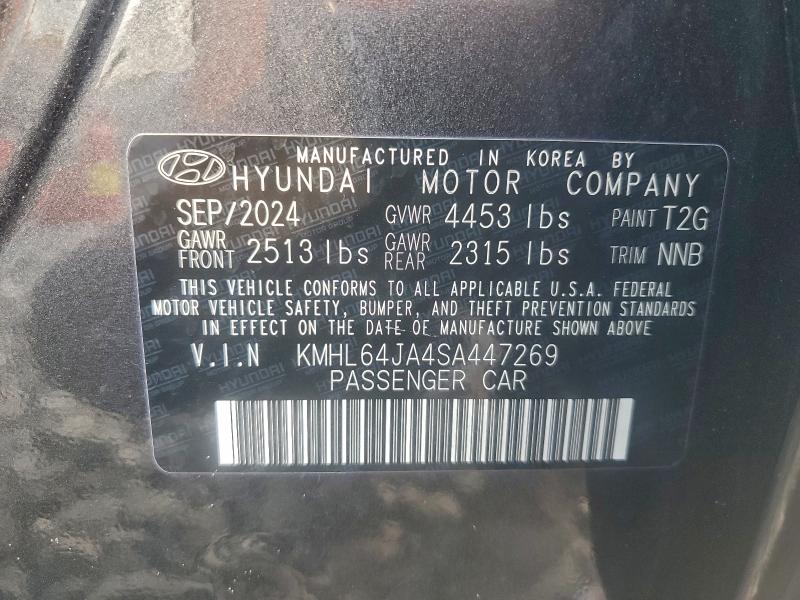 MANUFACTURED IN KOREA BY
HYUNDAI MOTOR COMPANY
SEP/2024 GVWR 4453 lbs PAINT T2G
GAWR FRONT 2513 lbs GAWR REAR 2315 lbs TRIM NNB
THIS VEHICLE CONFORMS TO ALL APPLICABLE U.S.A. FEDERAL
MOTOR VEHICLE SAFETY, BUMPER, AND THEFT PREVENTION STANDARDS
IN EFFECT ON THE DATE OF MANUFACTURE SHOWN ABOVE
V.I.N KMHL64JA4SA447269
PASSENGER CAR